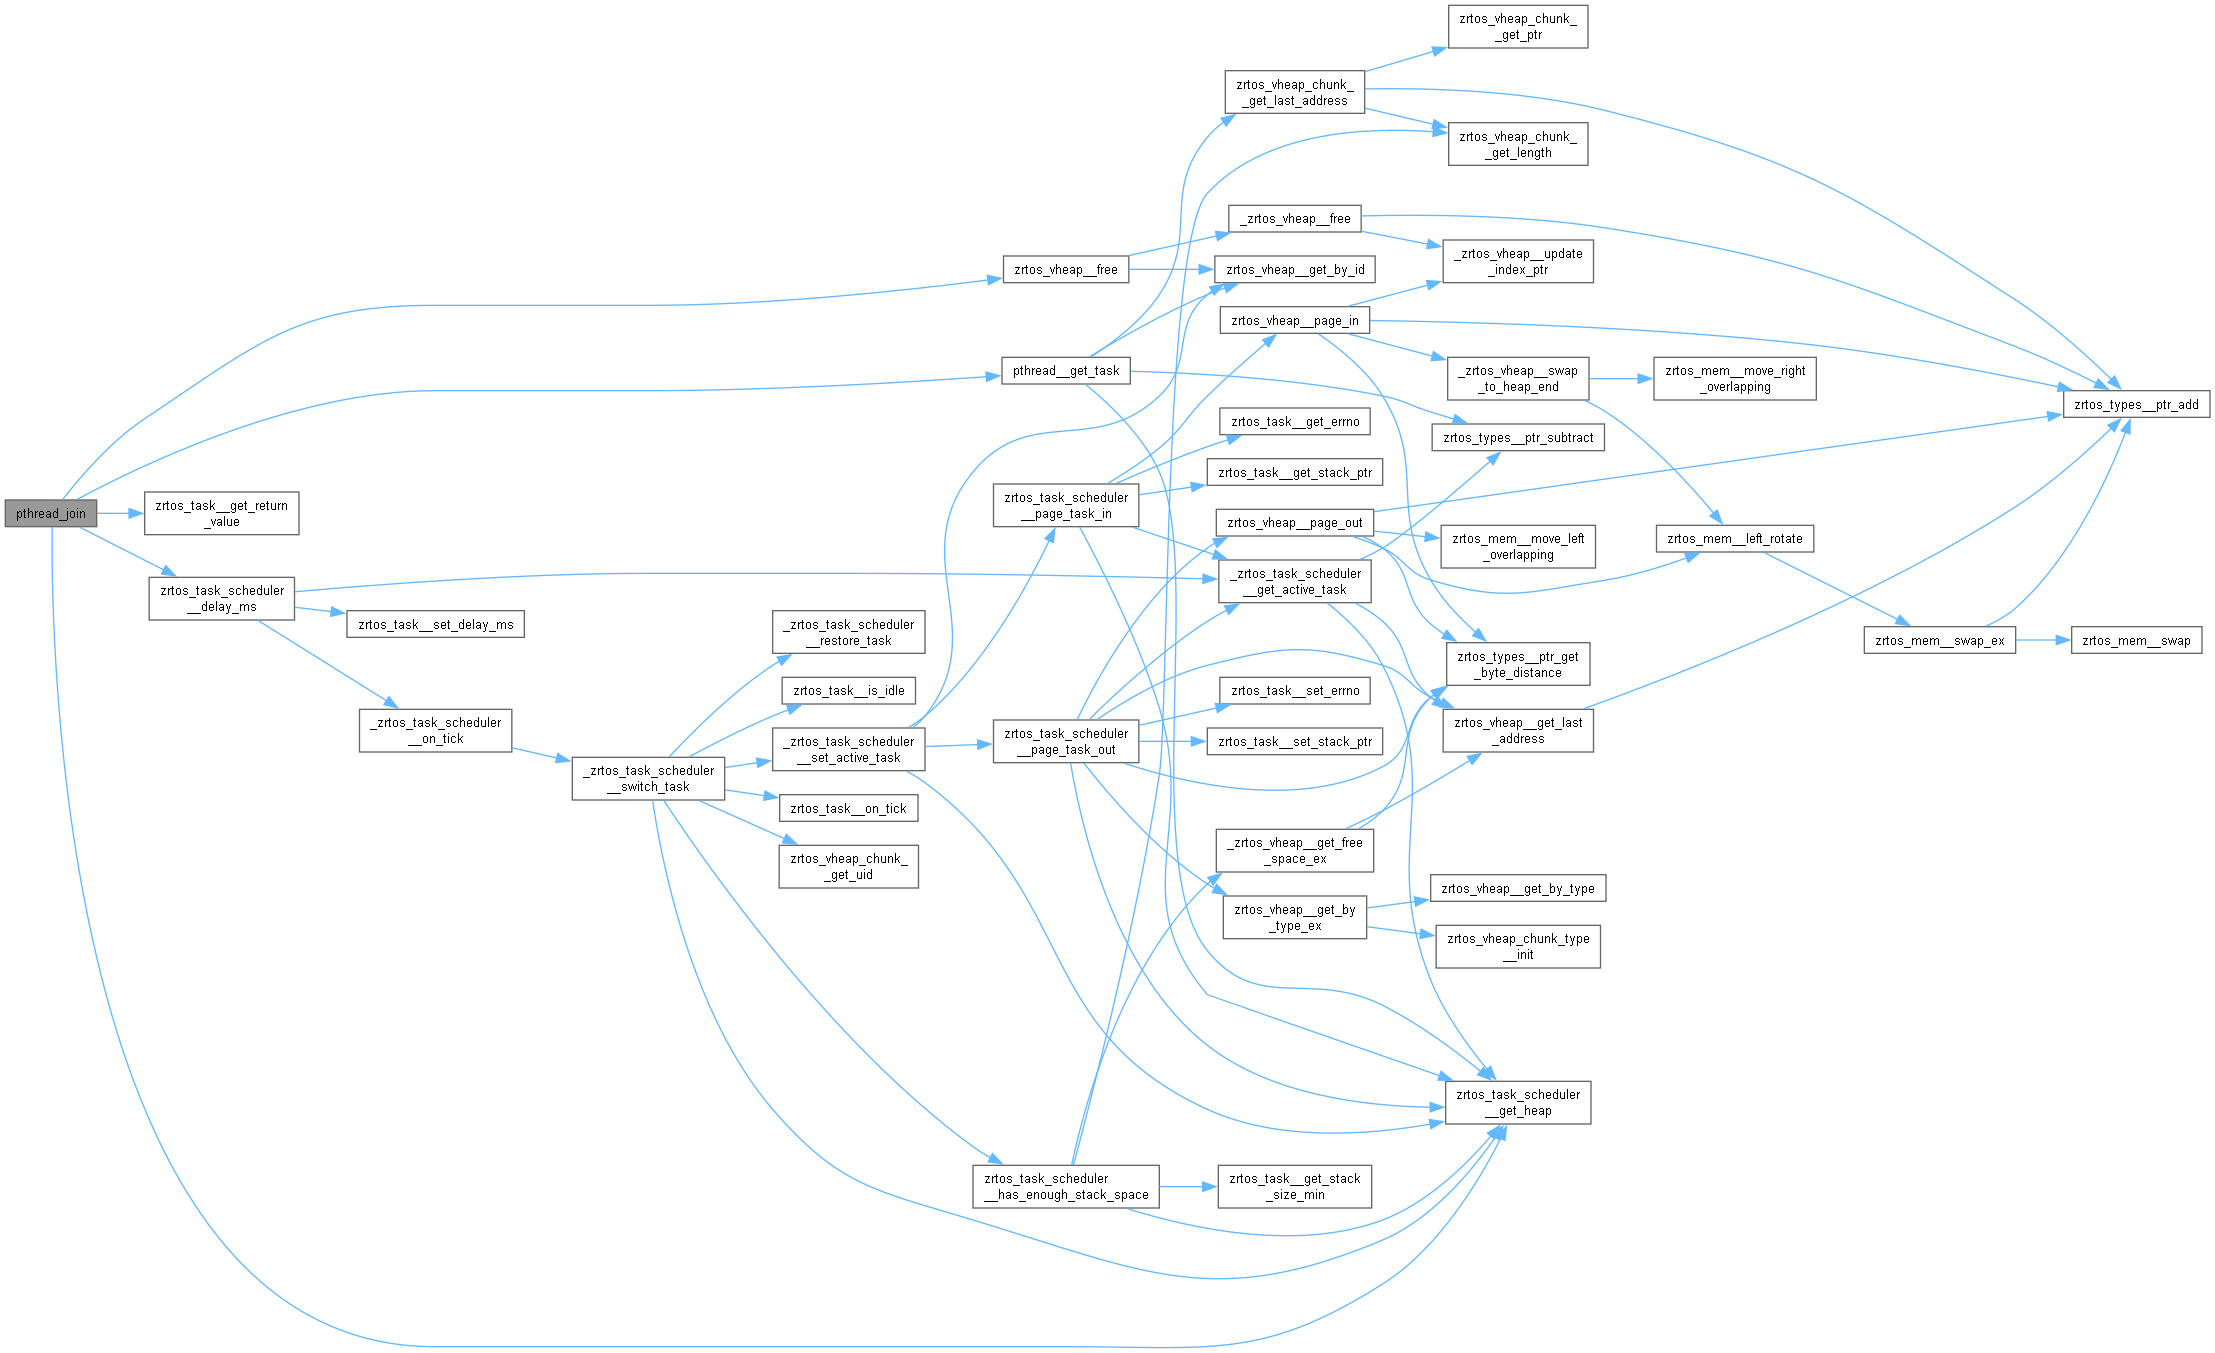 pthread_join
zrtos_task__get_return
_value
zrtos_task_scheduler
__delay_ms
zrtos_task__set_delay_ms
_zrtos_task_scheduler
__on_tick
_zrtos_task_scheduler
__switch_task
_zrtos_task_scheduler
__restore_task
zrtos_task__is_idle
_zrtos_task_scheduler
__set_active_task
zrtos_task__on_tick
zrtos_vheap_chunk_
_get_uid
zrtos_vheap__free
pthread__get_task
zrtos_task_scheduler
__page_task_in
zrtos_task_scheduler
__page_task_out
zrtos_task_scheduler
__has_enough_stack_space
zrtos_vheap_chunk_
_get_last_address
_zrtos_vheap__free
zrtos_vheap__get_by_id
zrtos_vheap__page_in
zrtos_task__get_errno
zrtos_task__get_stack_ptr
zrtos_vheap__page_out
_zrtos_task_scheduler
__get_active_task
zrtos_task__set_errno
zrtos_task__set_stack_ptr
_zrtos_vheap__get_free
_space_ex
zrtos_vheap__get_by
_type_ex
zrtos_task__get_stack
_size_min
zrtos_vheap_chunk_
_get_ptr
zrtos_vheap_chunk_
_get_length
_zrtos_vheap__update
_index_ptr
_zrtos_vheap__swap
_to_heap_end
zrtos_types__ptr_subtract
zrtos_mem__move_left
_overlapping
zrtos_types__ptr_get
_byte_distance
zrtos_vheap__get_last
_address
zrtos_vheap__get_by_type
zrtos_vheap_chunk_type
__init
zrtos_task_scheduler
__get_heap
zrtos_mem__move_right
_overlapping
zrtos_mem__left_rotate
zrtos_mem__swap_ex
zrtos_types__ptr_add
zrtos_mem__swap